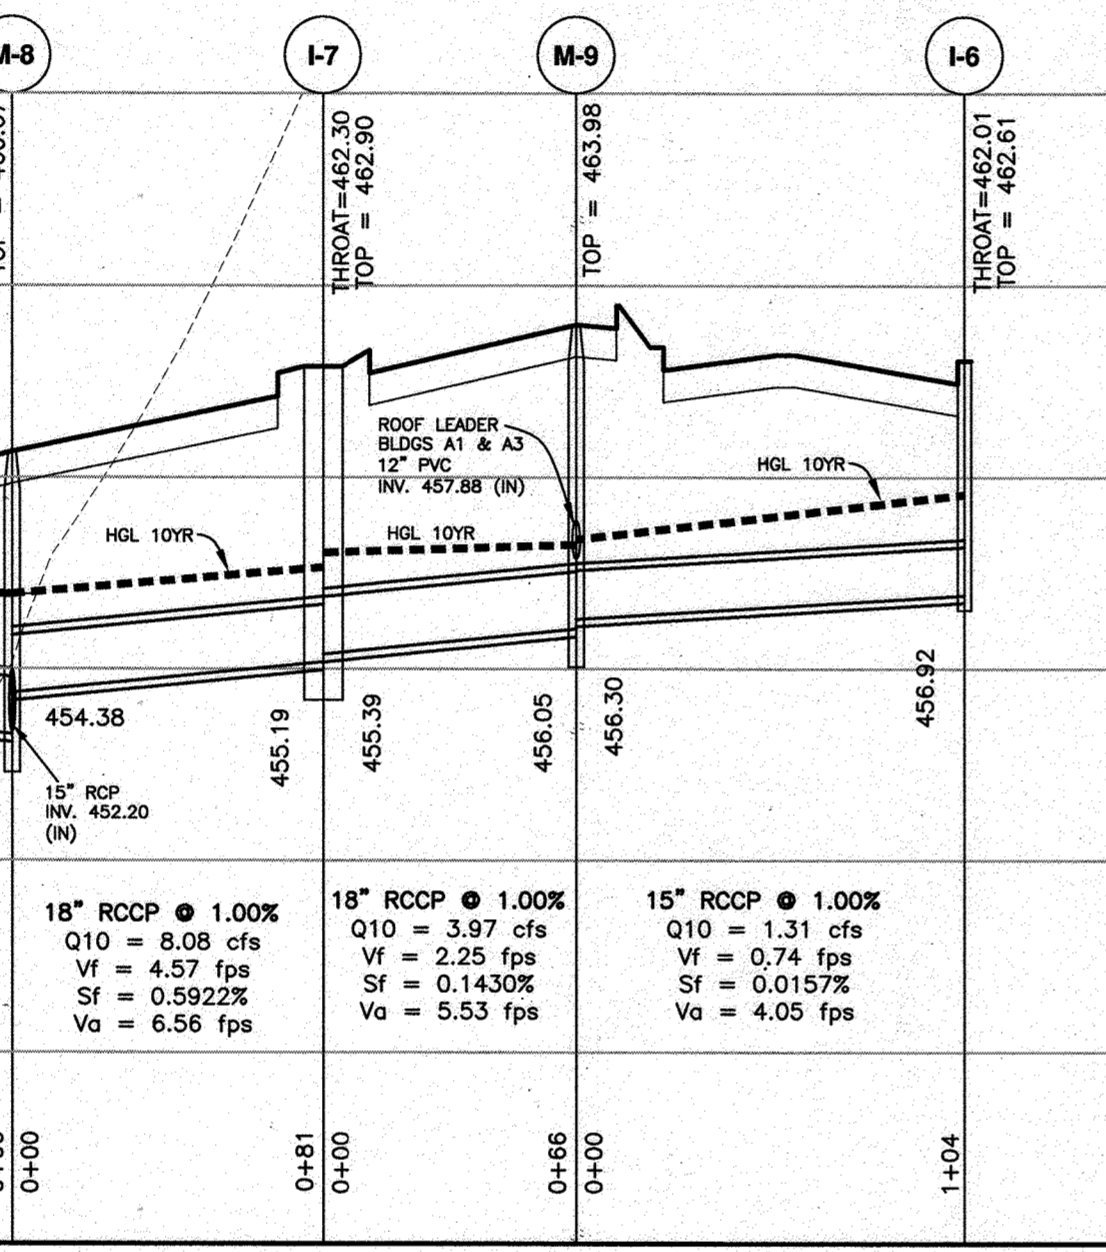 M-8
I-7
M-9
I-6
THROAT=462.30
TOP = 462.90
TOP = 463.98
THROAT=462.01
TOP = 462.61
ROOF LEADER
BLDGS A1 & A3
12" PVC
INV. 457.88 (IN)
HGL 10YR
HGL 10YR
HGL 10YR
454.38
455.19
455.39
456.05
456.30
456.92
15" RCP
INV. 452.20
(IN)
18" RCCP @ 1.00%
Q10 = 8.08 cfs
Vf = 4.57 fps
Sf = 0.5922%
Va = 6.56 fps
18" RCCP @ 1.00%
Q10 = 3.97 cfs
Vf = 2.25 fps
Sf = 0.1430%
Va = 5.53 fps
15" RCCP @ 1.00%
Q10 = 1.31 cfs
Vf = 0.74 fps
Sf = 0.0157%
Va = 4.05 fps
0+00
0+81
0+00
0+66
0+00
1+04